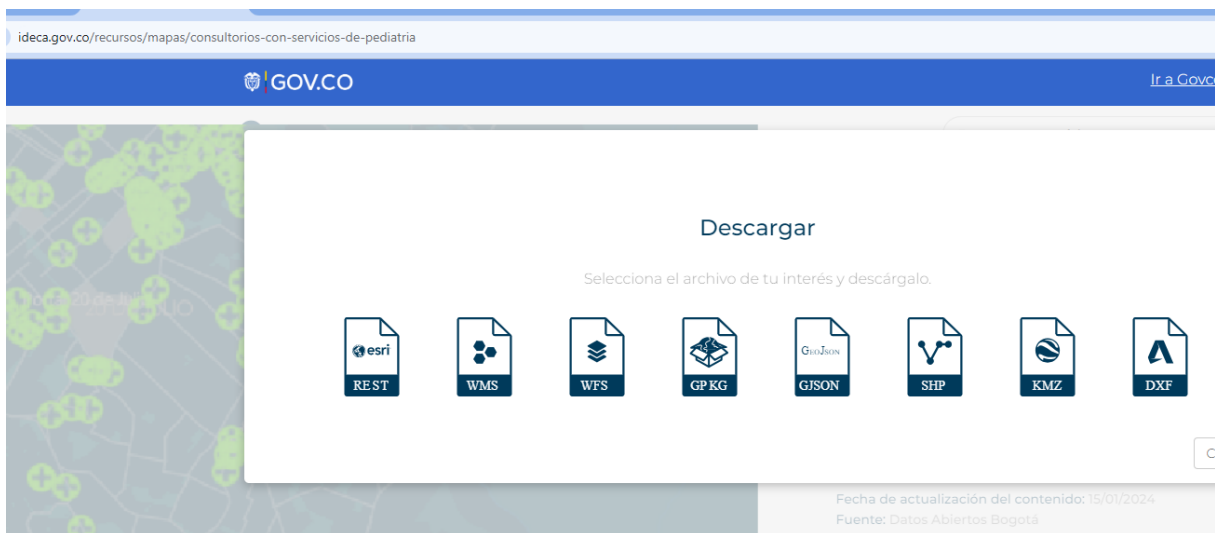 ideca.gov.co/recursos/mapas/consultorios-con-servicios-de-pediatria
GOV.CO
Ir a Govco
Descargar
Selecciona el archivo de tu interés y descárgalo.
esri
GeoJson
REST WMS WFS GPKG GJSON SHP KMZ DXF
C
Fecha de actualización del contenido: 15/01/2024
Fuente: Datos Abiertos Bogotá